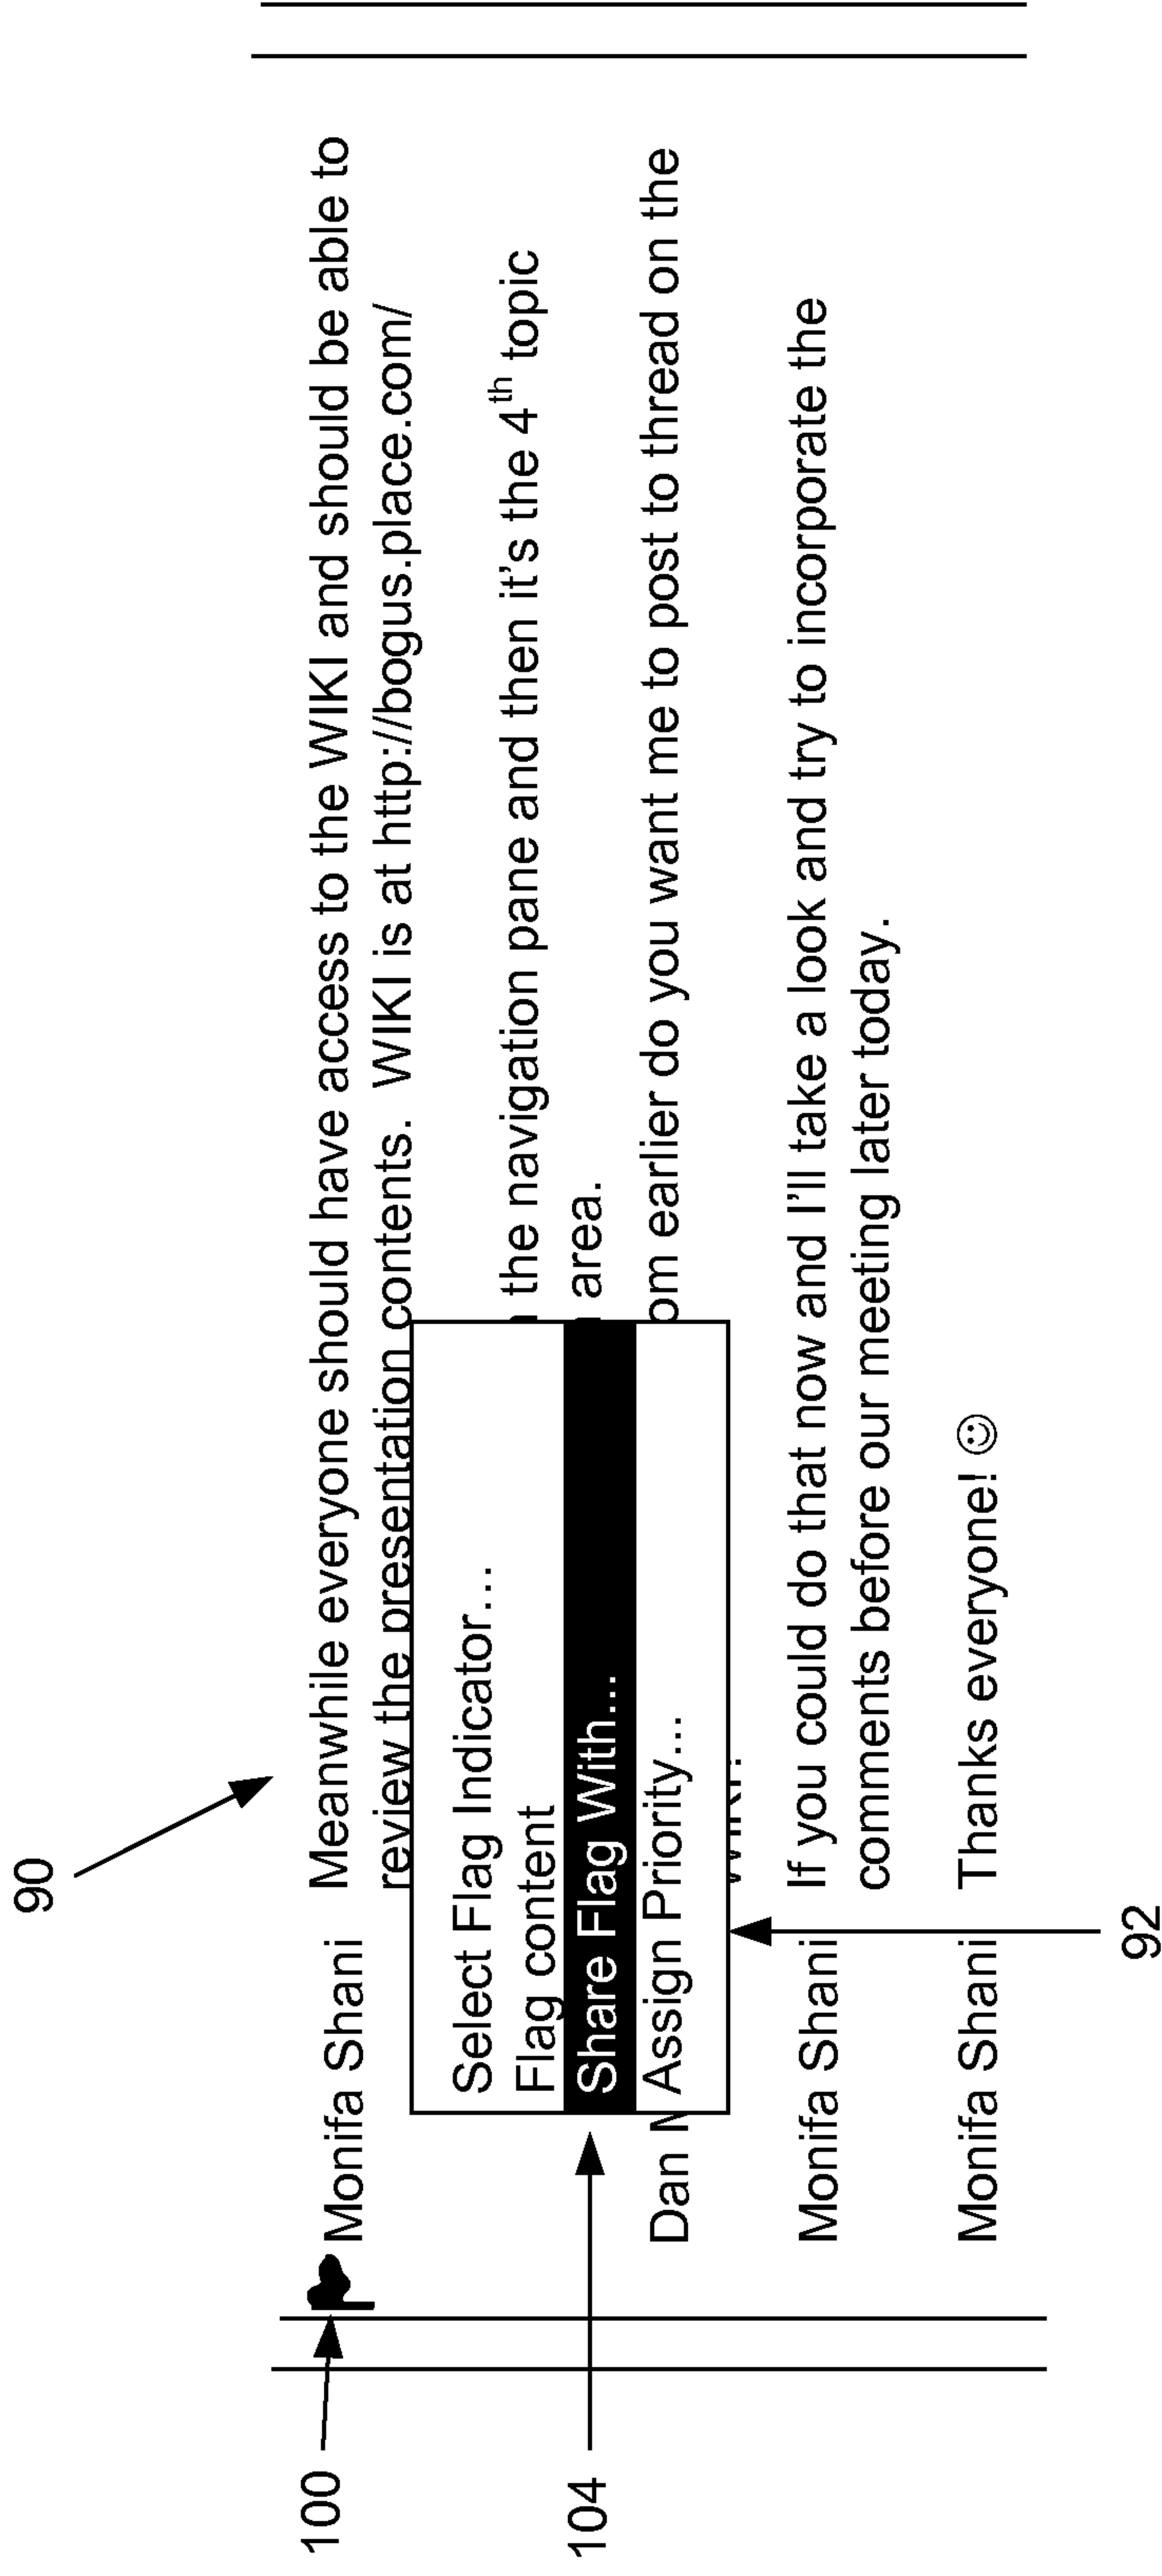 90
Monifa Shani Meanwhile everyone should have access to the WIKI and should be able to
review the presentation contents. WIKI is at http://bogus.place.com/
Select Flag Indicator...
Flag content the navigation pane and then it's the 4th topic
Share Flag With... area.
Dan Assign Priority... om earlier do you want me to post to thread on the
Monifa Shani If you could do that now and I'll take a look and try to incorporate the
comments before our meeting later today.
Monifa Shani Thanks everyone! ☺
100
104
92